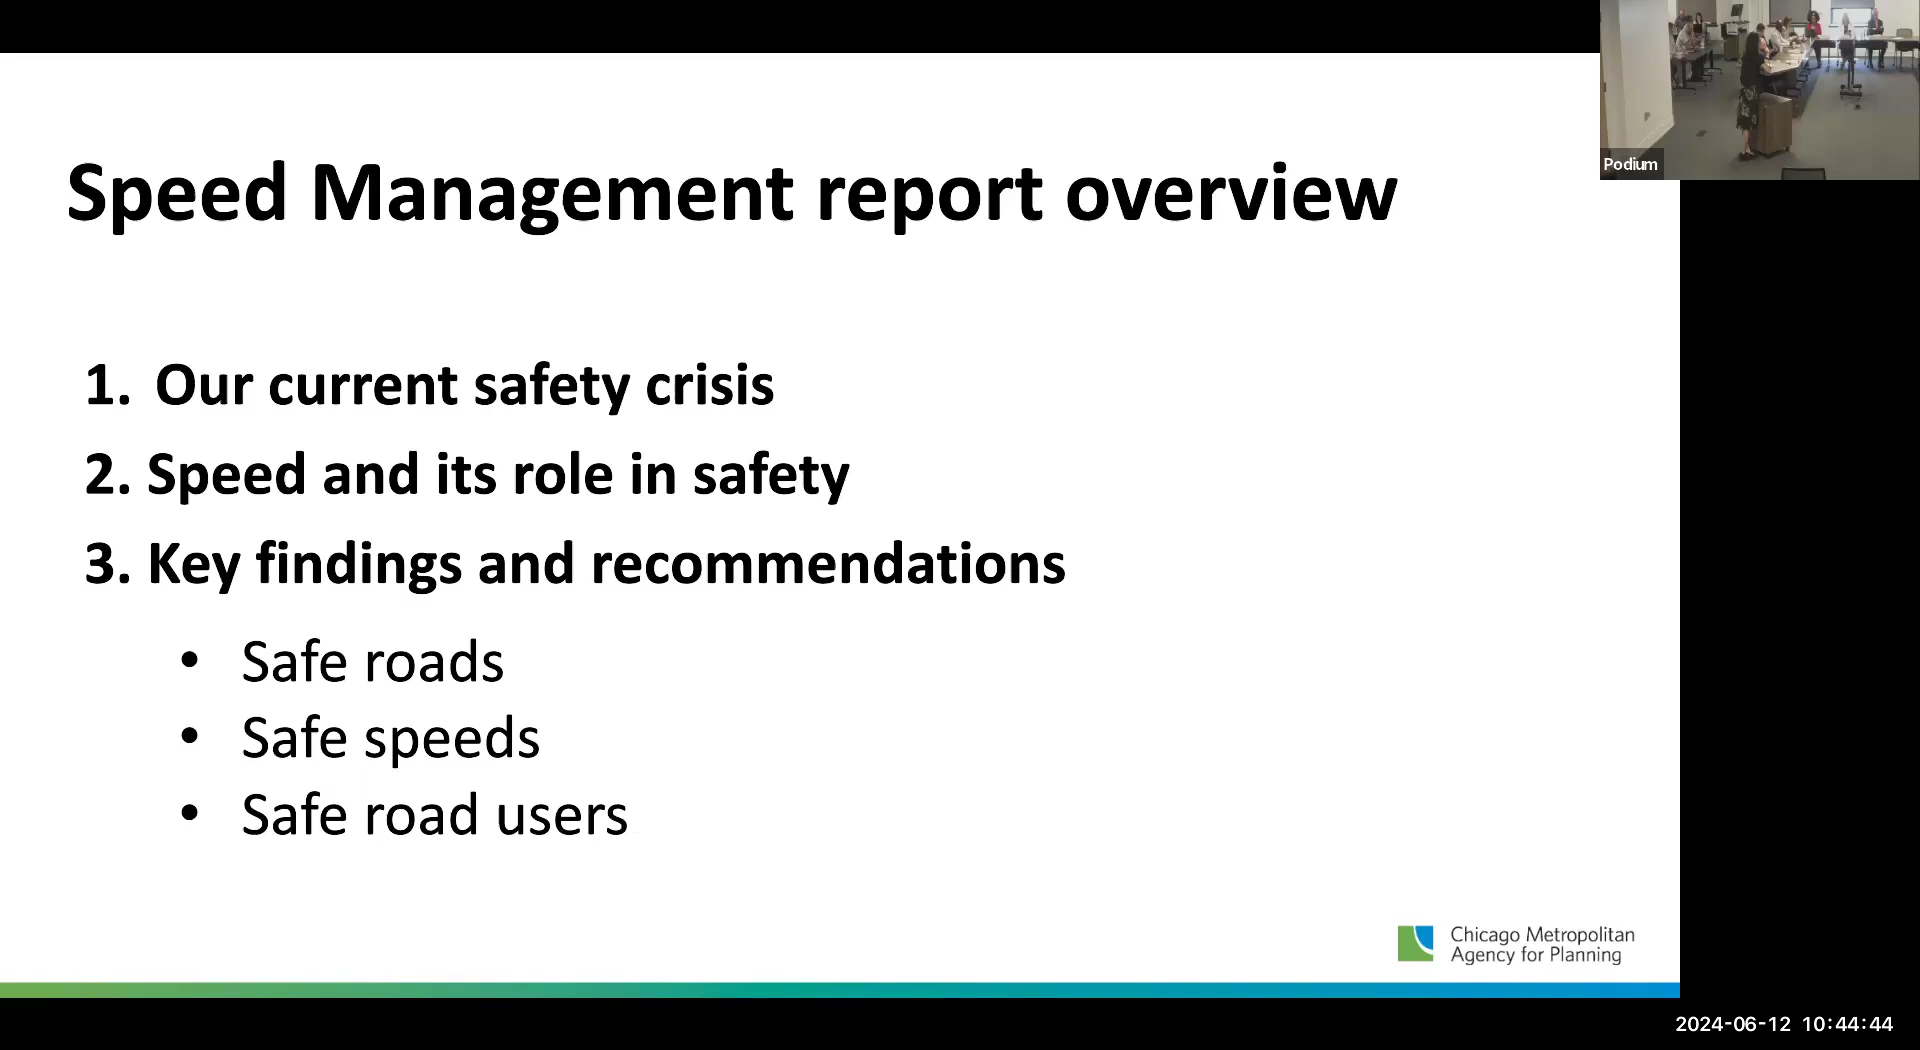 Podium
Speed Management report overview
1. Our current safety crisis
2. Speed and its role in safety
3. Key findings and recommendations
• Safe roads
• Safe speeds
• Safe road users
Chicago Metropolitan
Agency for Planning
2024-06-12 10:44:44